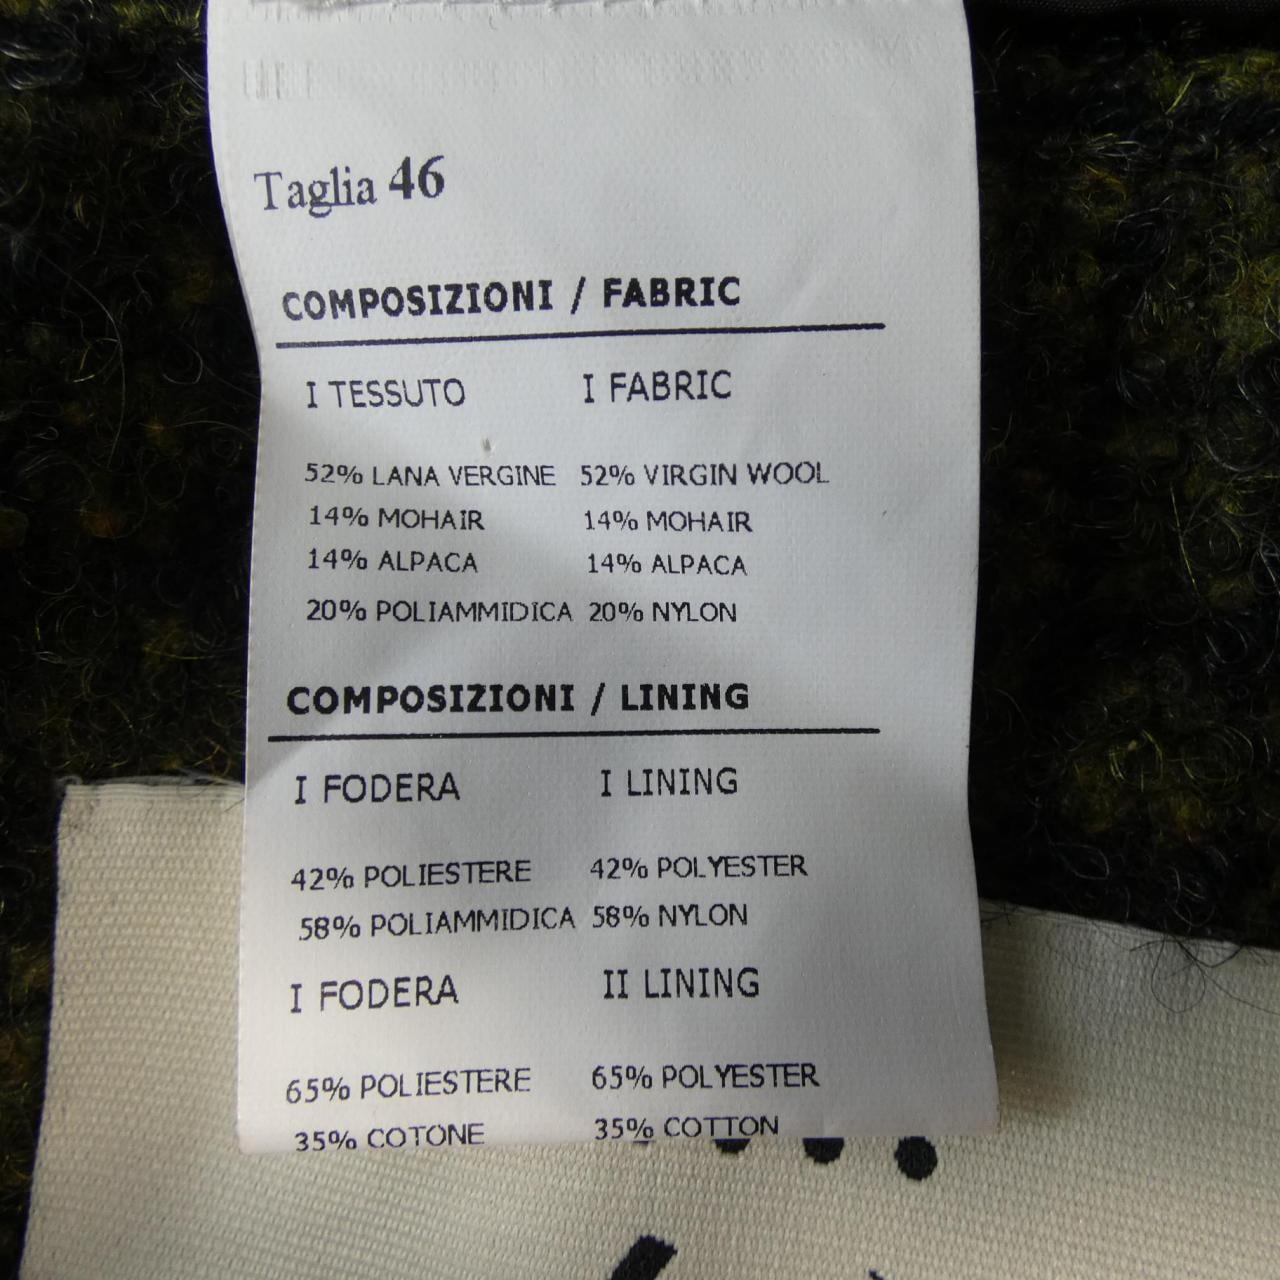 Taglia 46
COMPOSIZIONI / FABRIC
I TESSUTO I FABRIC
52% LANA VERGINE 52% VIRGIN WOOL
14% MOHAIR 14% MOHAIR
14% ALPACA 14% ALPACA
20% POLIAMMIDICA 20% NYLON
COMPOSIZIONI / LINING
I FODERA I LINING
42% POLIESTERE 42% POLYESTER
58% POLIAMMIDICA 58% NYLON
I FODERA II LINING
65% POLIESTERE 65% POLYESTER
35% COTONE 35% COTTON